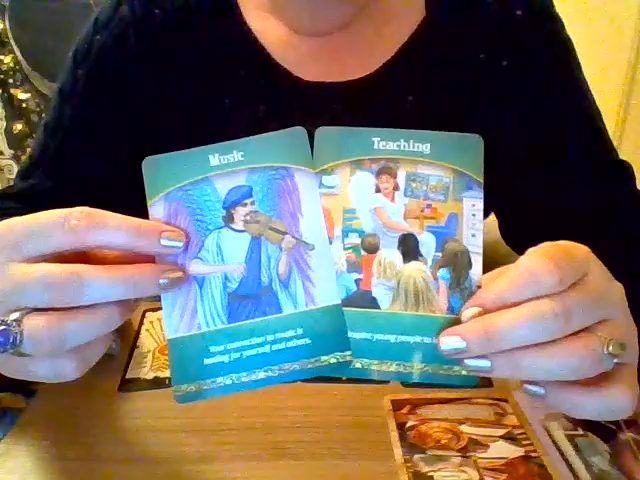 Music
Your connection to music is
healing for yourself and others.
Teaching
young people to